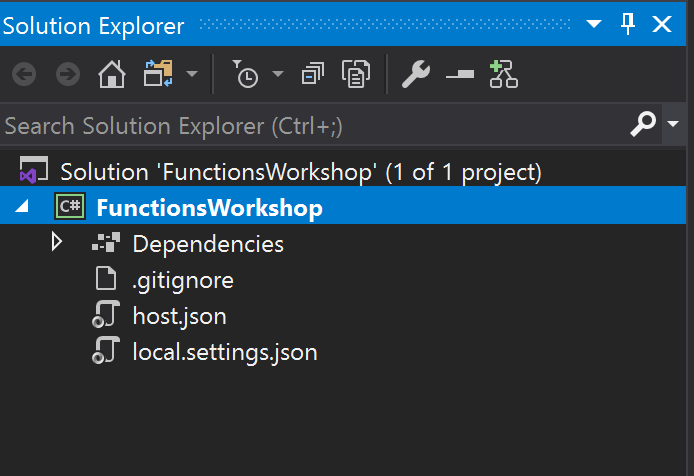 Solution Explorer
Search Solution Explorer (Ctrl+;)
Solution 'FunctionsWorkshop' (1 of 1 project)
C# FunctionsWorkshop
Dependencies
.gitignore
host.json
local.settings.json